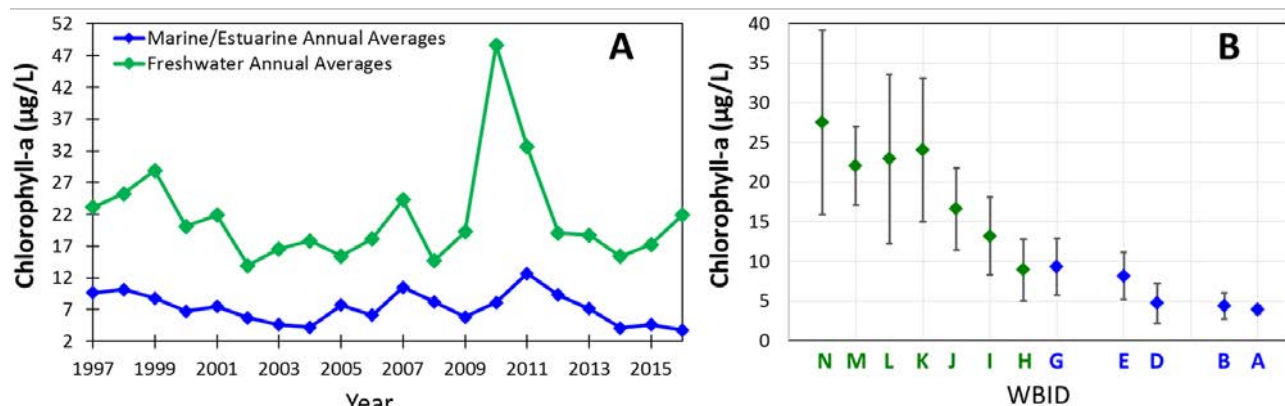 Marine/Estuarine Annual Averages
Freshwater Annual Averages
A
Chlorophyll-a (µg/L)
52
47
42
37
32
27
22
17
12
7
2
1997 1999 2001 2003 2005 2007 2009 2011 2013 2015
Year
B
Chlorophyll-a (µg/L)
40
35
30
25
20
15
10
5
0
N M L K J I H G E D B A
WBID